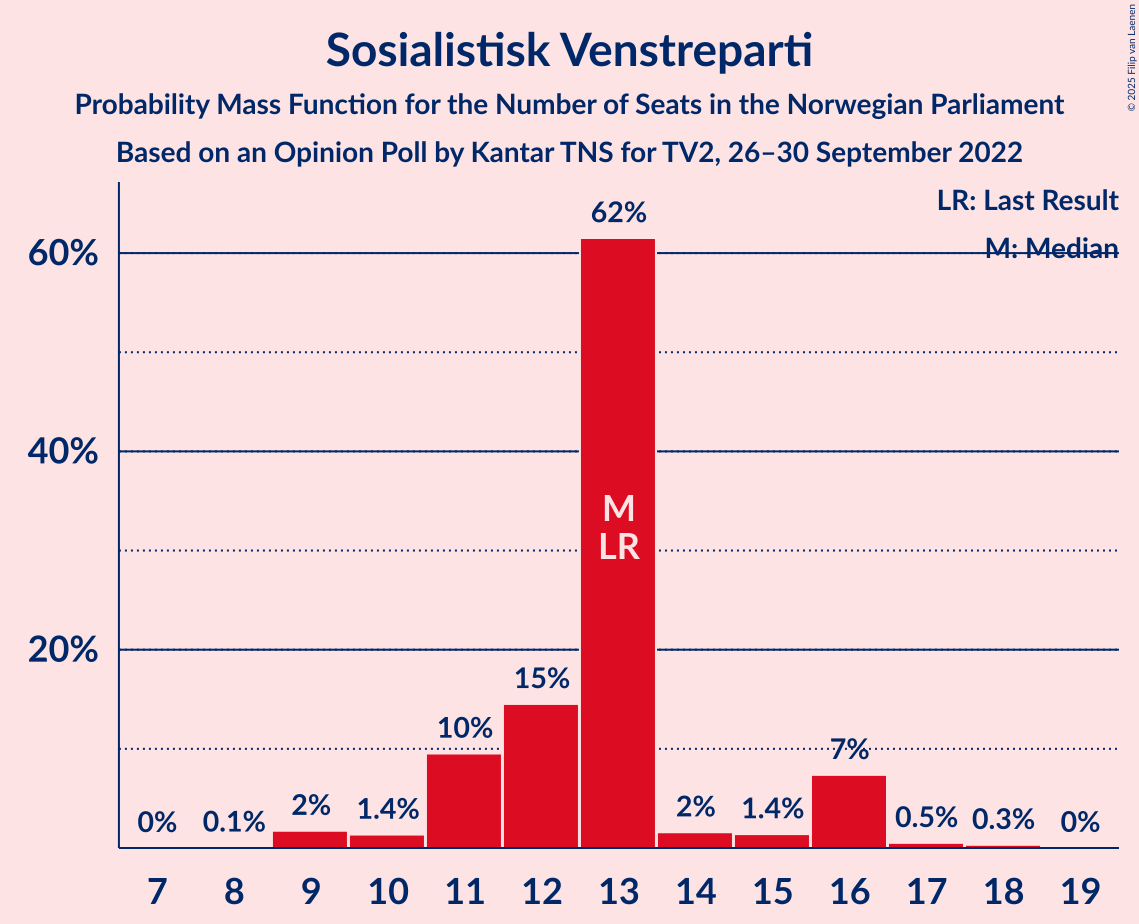 Sosialistisk Venstreparti
Probability Mass Function for the Number of Seats in the Norwegian Parliament
Based on an Opinion Poll by Kantar TNS for TV2, 26–30 September 2022
© 2025 Filip van Laenen
LR: Last Result
M: Median
60%
40%
20%
0%
0.1%
2%
1.4%
10%
15%
62%
M
LR
2%
1.4%
7%
0.5%
0.3%
0%
7 8 9 10 11 12 13 14 15 16 17 18 19